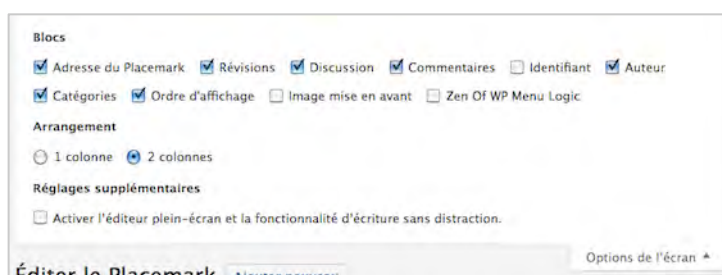 Blocs
Adresse du Placemark Révisions Discussion Commentaires Identifiant Auteur
Catégories Ordre d'affichage Image mise en avant Zen Of WP Menu Logic
Arrangement
1 colonne 2 colonnes
Réglages supplémentaires
Activer l'éditeur plein-écran et la fonctionnalité d'écriture sans distraction.
Options de l'écran
Éditer le Placemark Ajouter nouveau